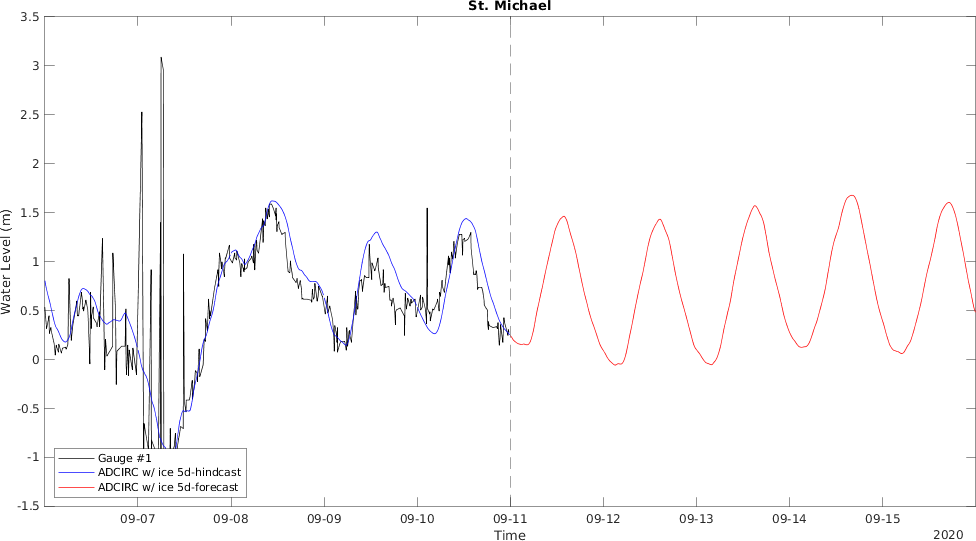 St. Michael
3.5
3
2.5
2
1.5
1
0.5
0
-0.5
-1
-1.5
Water Level (m)
Gauge #1
ADCIRC w/ ice 5d-hindcast
ADCIRC w/ ice 5d-forecast
09-07 09-08 09-09 09-10 09-11 09-12 09-13 09-14 09-15
Time
2020